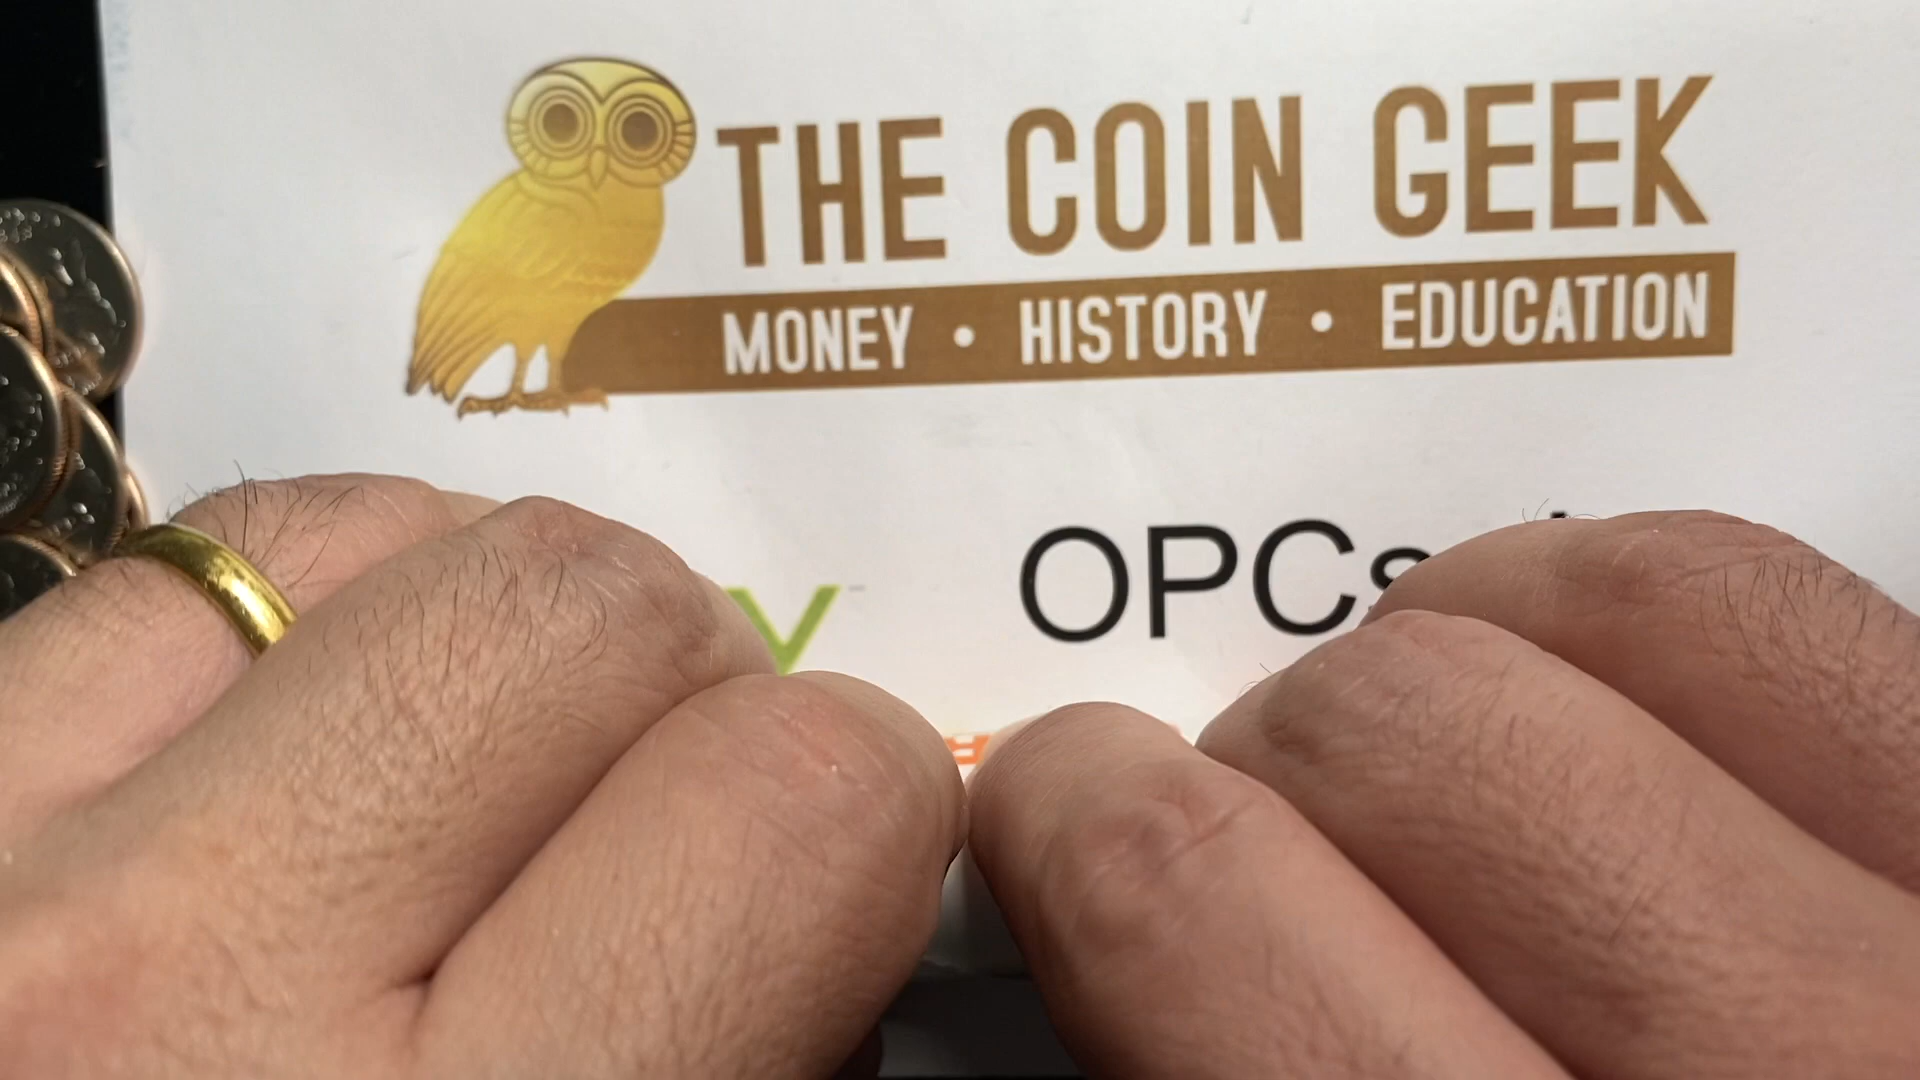 THE COIN GEEK
MONEY • HISTORY • EDUCATION
OPCs